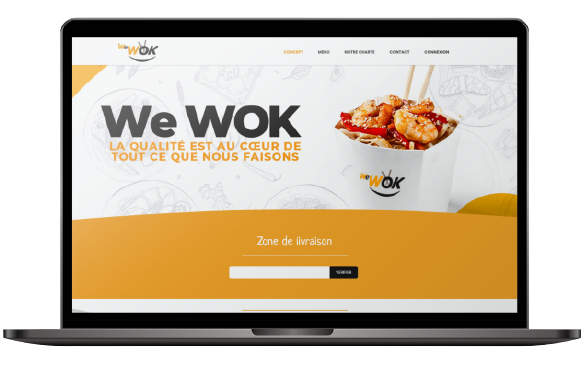 We WOK
CONCEPT MENU NOTRE CHARTE CONTACT CONNEXION
We WOK
LA QUALITÉ EST AU CŒUR DE
TOUT CE QUE NOUS FAISONS
We WOK
Zone de livraison
VÉRIFIER